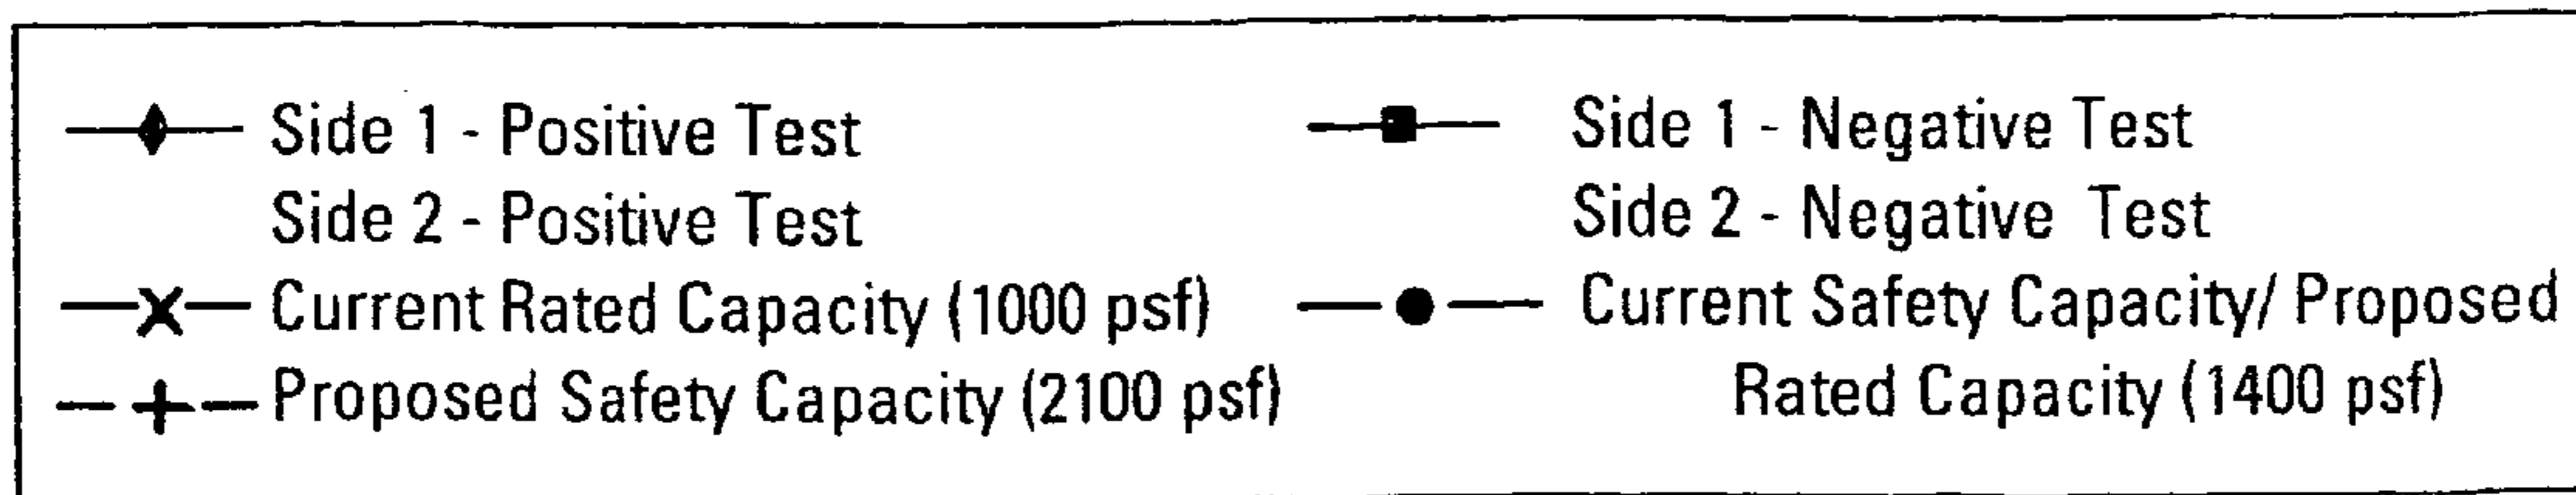 Side 1 - Positive Test
Side 2 - Positive Test
Current Rated Capacity (1000 psf)
Proposed Safety Capacity (2100 psf)
Side 1 - Negative Test
Side 2 - Negative Test
Current Safety Capacity/ Proposed
Rated Capacity (1400 psf)